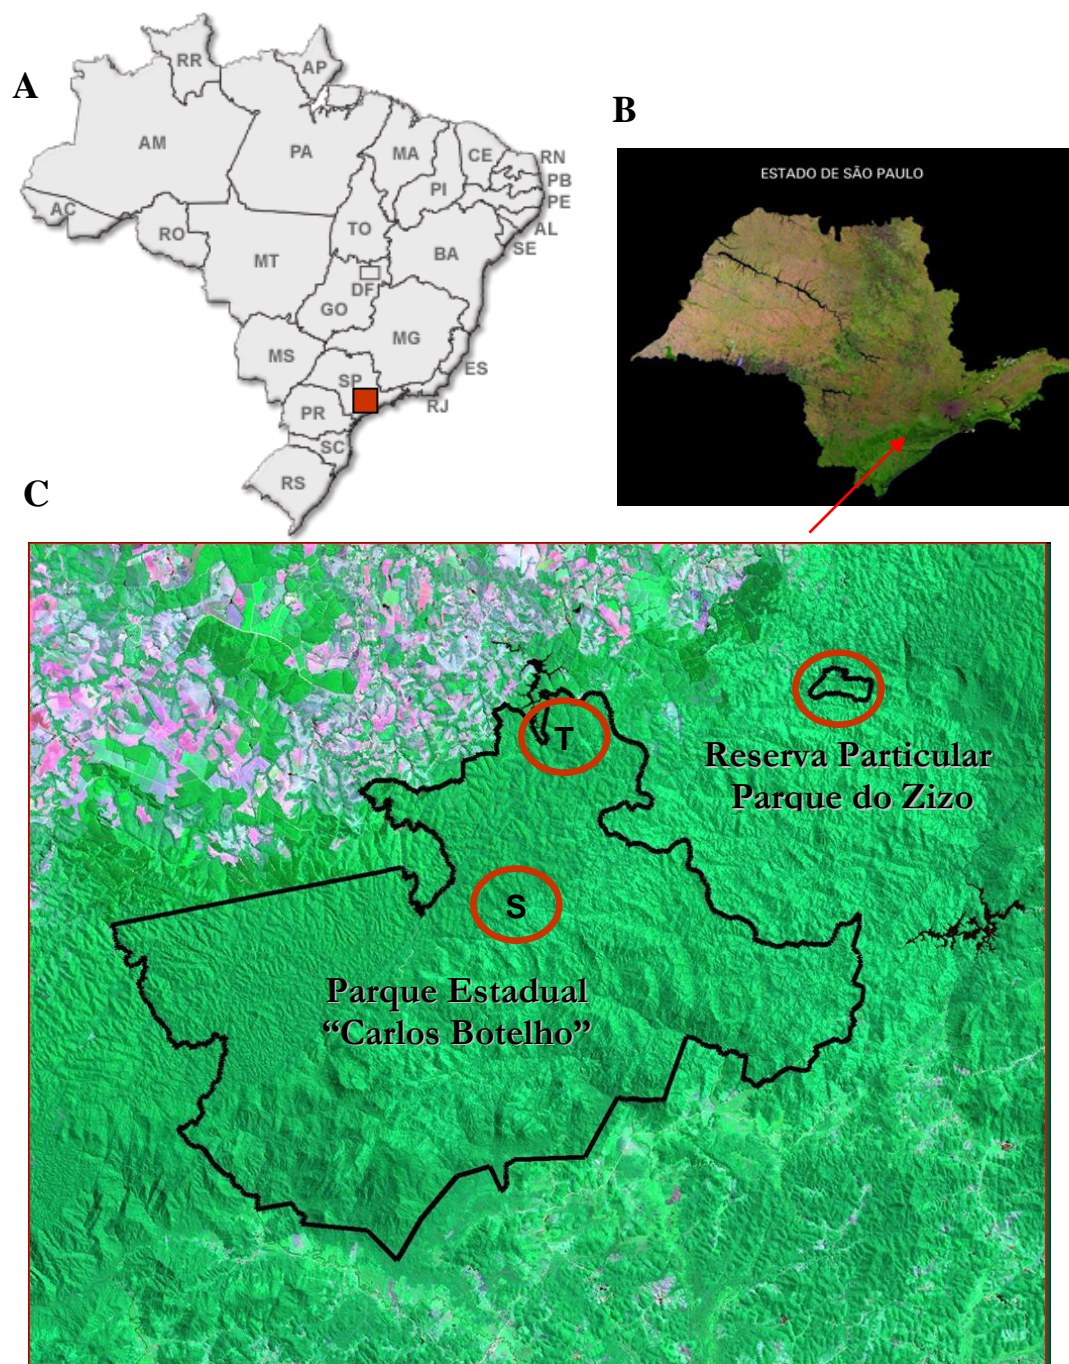 A
RR
AP
AM
PA
MA
CE
RN
PB
PI
PE
AC
AL
TO
RO
SE
BA
MT
DF
GO
MG
MS
ES
SP
RJ
PR
SC
RS
B
ESTADO DE SÃO PAULO
C
T
Reserva Particular
Parque do Zizo
S
Parque Estadual
“Carlos Botelho”